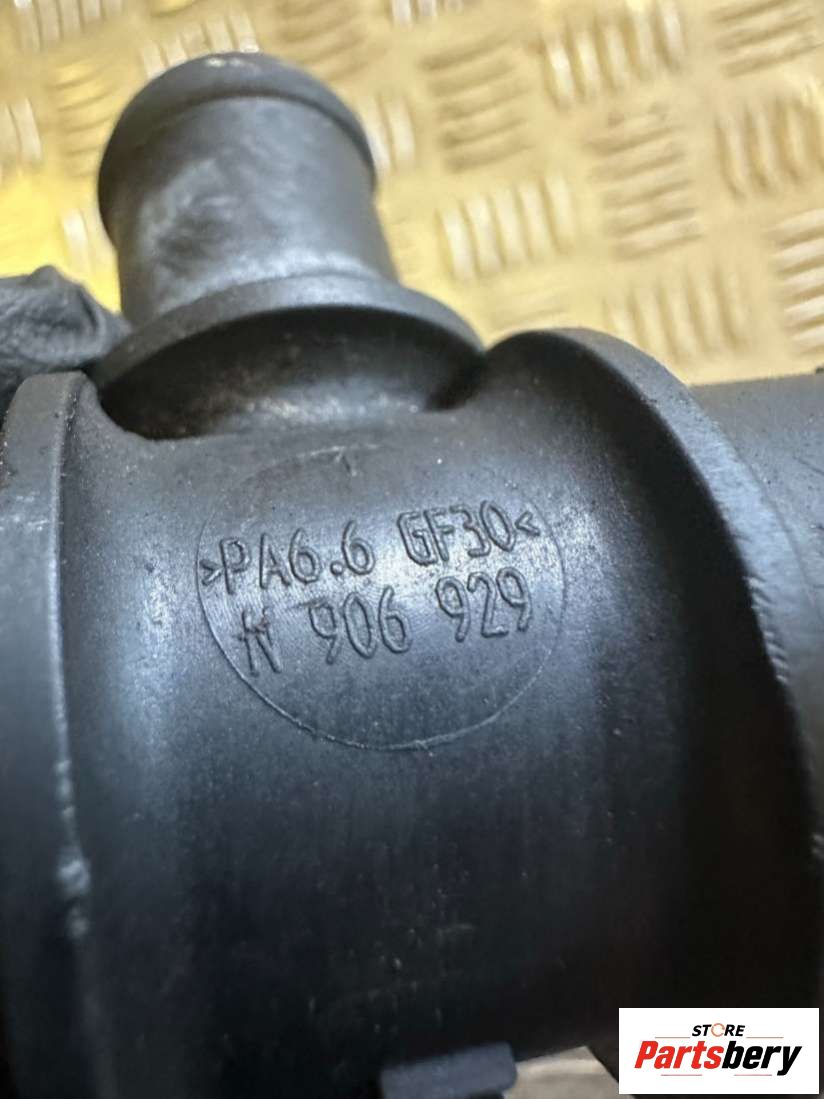 >PA6.6 GF30<
N 906 929
STORE
Partsbery